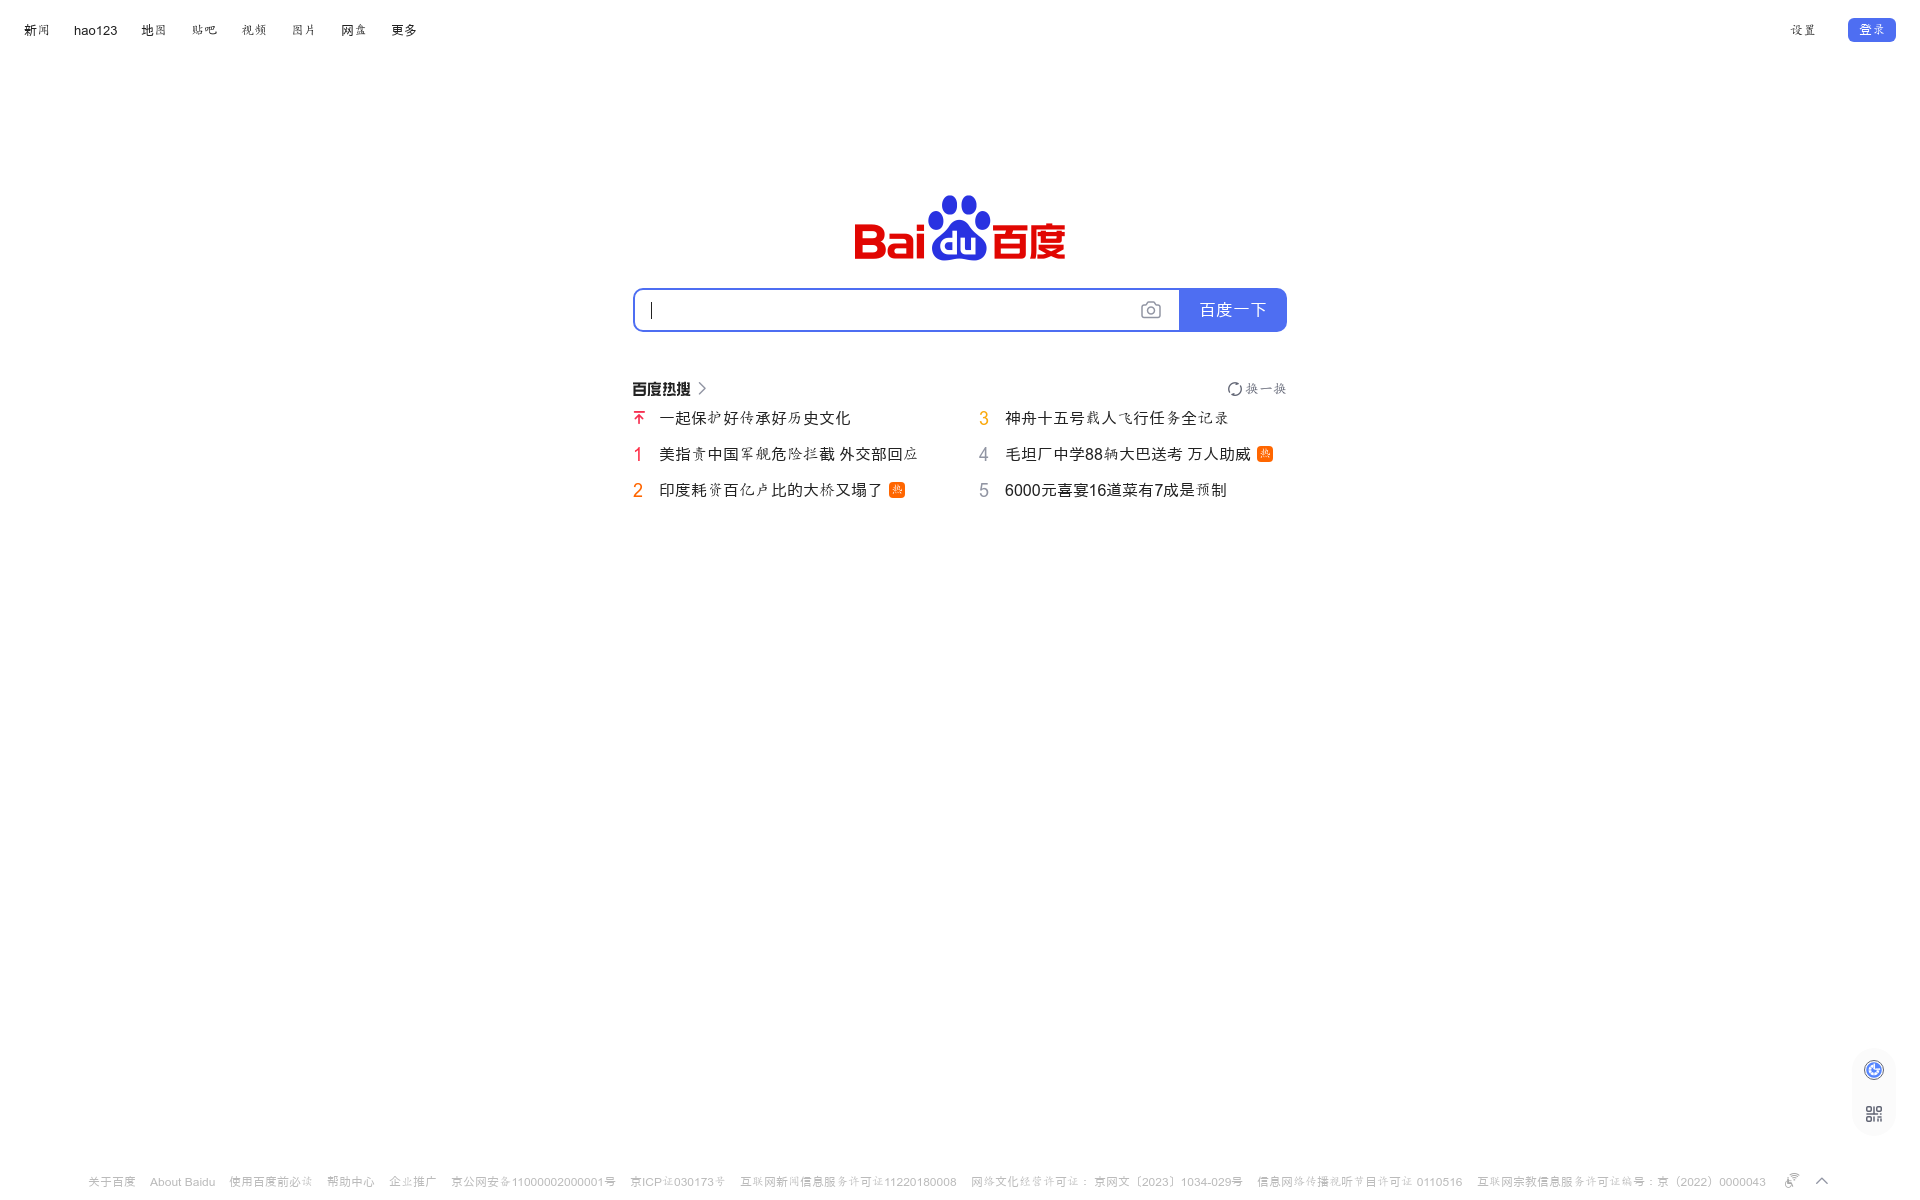 新闻 hao123 地图 贴吧 视频 图片 网盘 更多 设置 登录
Bai du 百度
百度一下
百度热搜 换一换
一起保护好传承好历史文化
1 美指责中国军舰危险拦截 外交部回应
2 印度耗资百亿卢比的大桥又塌了 热
3 神舟十五号载人飞行任务全记录
4 毛坦厂中学88辆大巴送考 万人助威 热
5 6000元喜宴16道菜有7成是预制
关于百度 About Baidu 使用百度前必读 帮助中心 企业推广 京公网安备11000002000001号 京ICP证030173号 互联网新闻信息服务许可证11220180008 网络文化经营许可证： 京网文〔2023〕1034-029号 信息网络传播视听节目许可证 0110516 互联网宗教信息服务许可证编号：京（2022）0000043